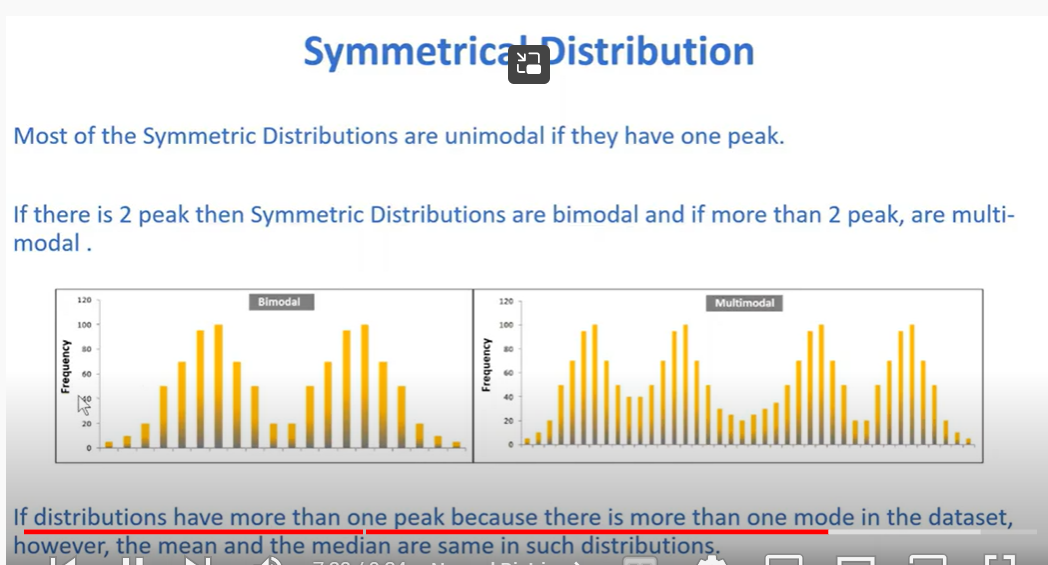 Symmetrical Distribution
Most of the Symmetric Distributions are unimodal if they have one peak.
If there is 2 peak then Symmetric Distributions are bimodal and if more than 2 peak, are multi-
modal .
Bimodal
Frequency
120
100
80
60
40
20
0
Multimodal
Frequency
120
100
80
60
40
20
0
If distributions have more than one peak because there is more than one mode in the dataset,
however, the mean and the median are same in such distributions.